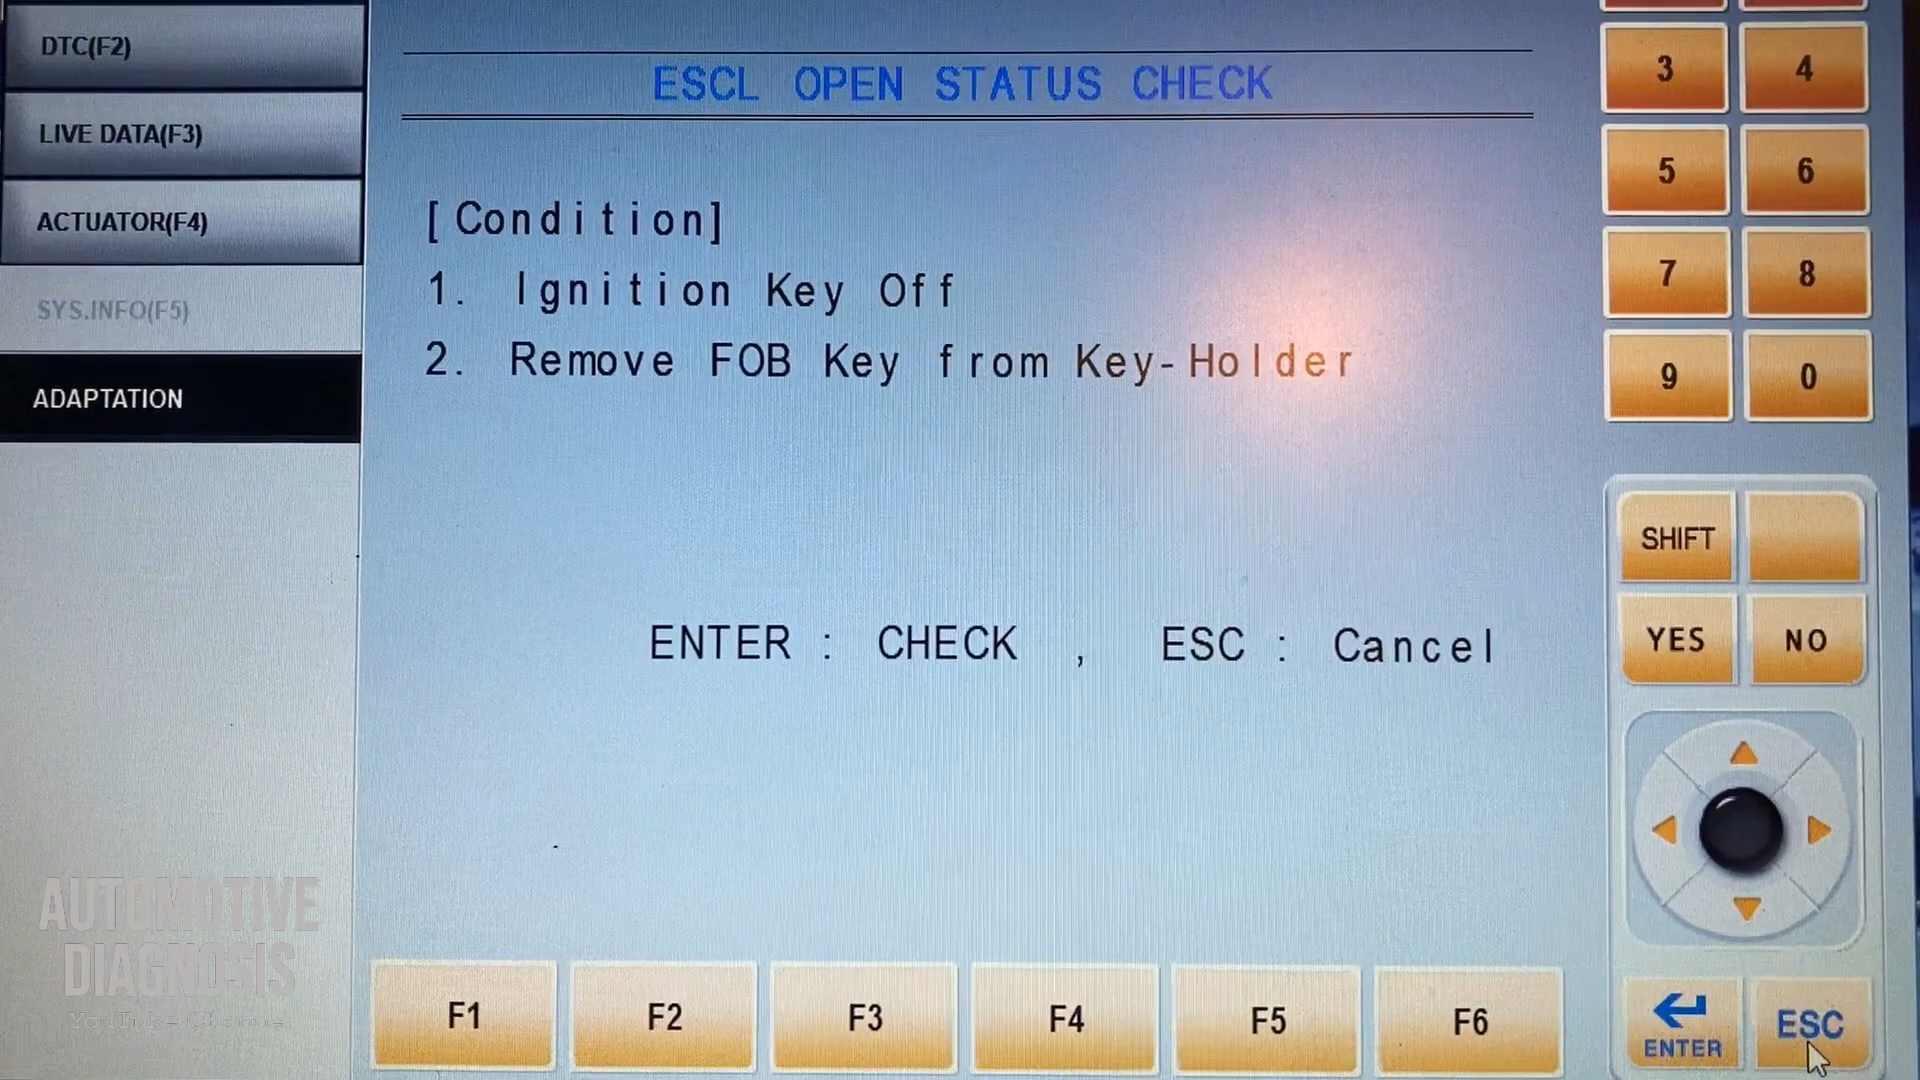 DTC(F2)
LIVE DATA(F3)
ACTUATOR(F4)
SYS.INFO(F5)
ADAPTATION
ESCL OPEN STATUS CHECK
[Condition]
1. Ignition Key Off
2. Remove FOB Key from Key-Holder
ENTER : CHECK , ESC : Cancel
3 4
5 6
7 8
9 0
SHIFT
YES NO
ENTER ESC
F1 F2 F3 F4 F5 F6
AUTOMOTIVE
DIAGNOSIS
YouTube Channel